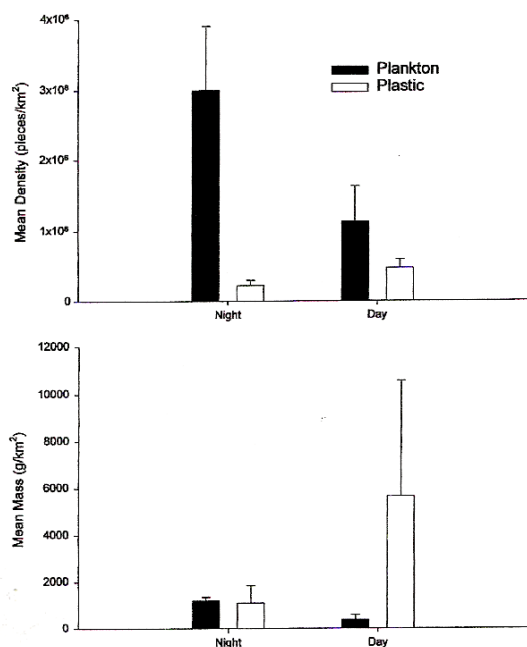 4x10⁶
3x10⁶
2x10⁶
1x10⁶
0
Mean Density (pieces/km²)
Plankton
Plastic
Night
Day
12000
10000
8000
6000
4000
2000
0
Mean Mass (g/km²)
Night
Day